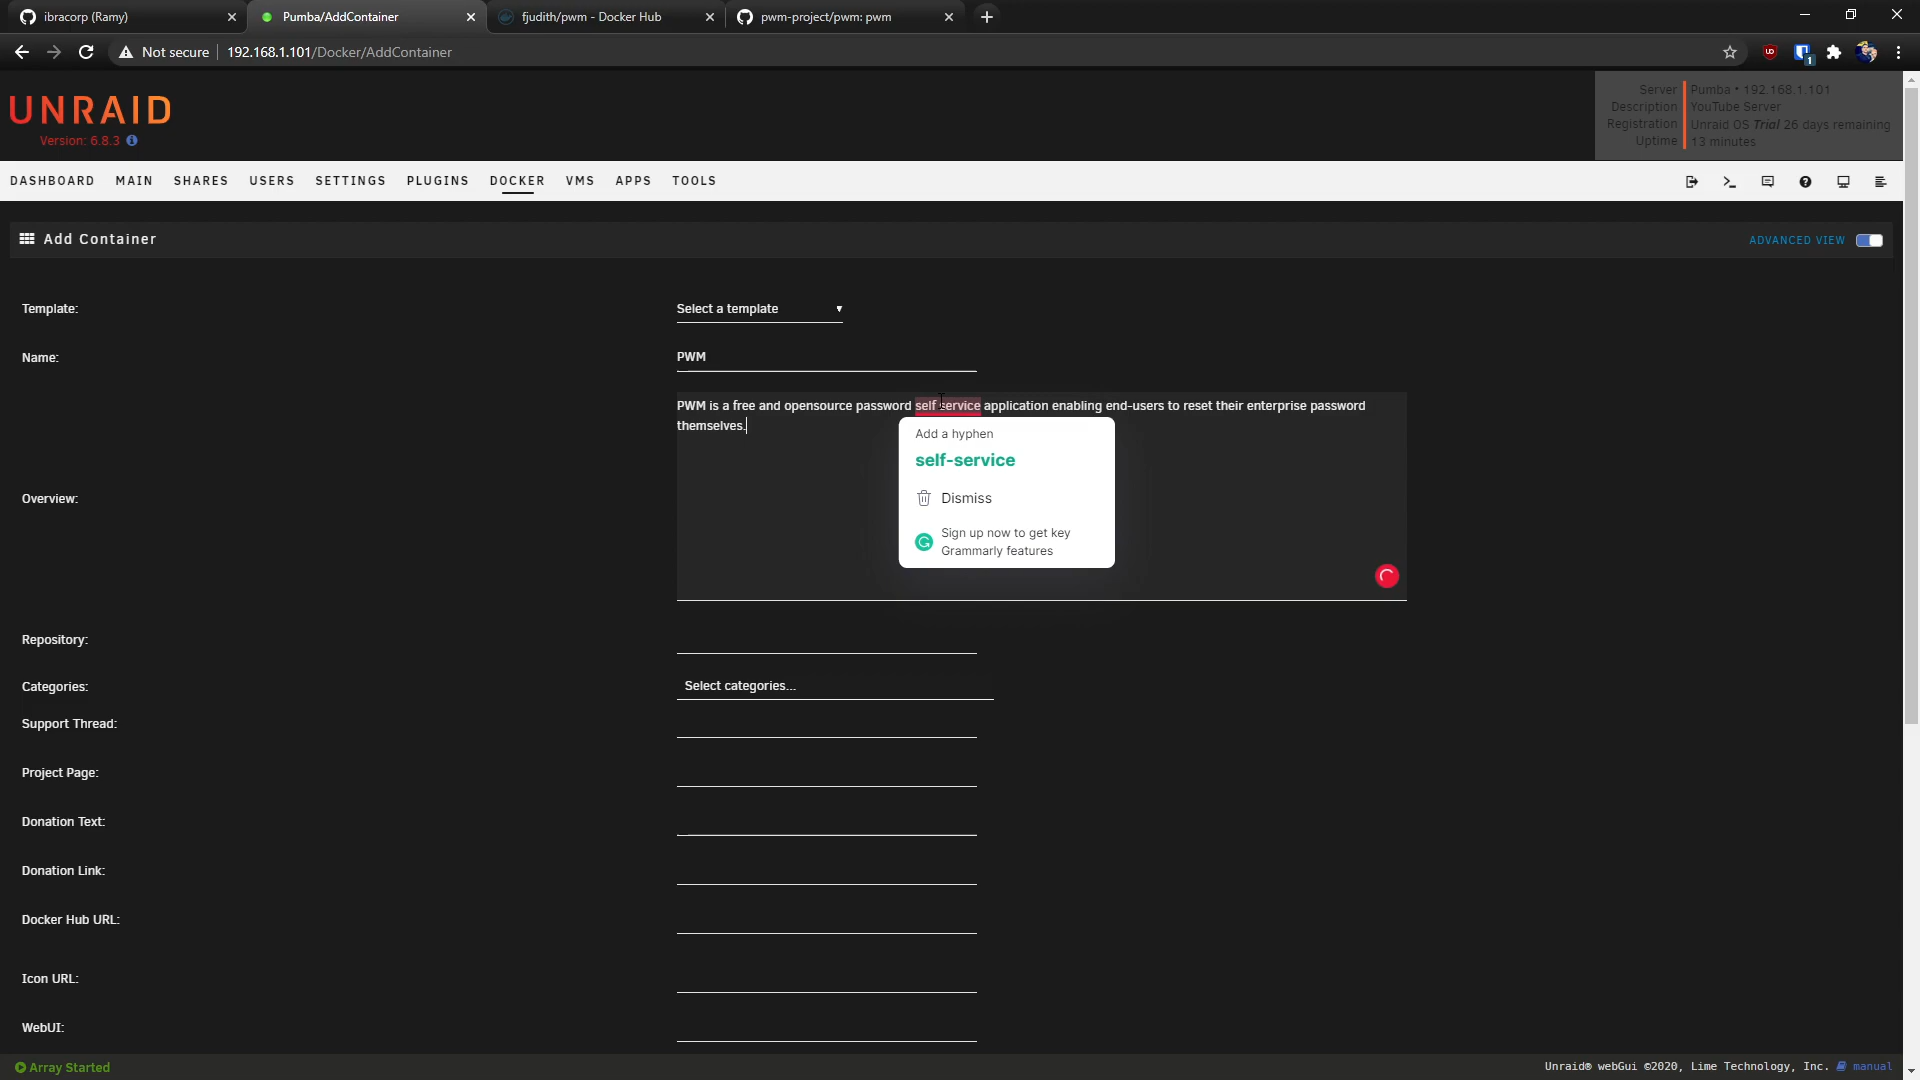 ibracorp (Ramy)
Pumba/AddContainer
fjudith/pwm - Docker Hub
pwm-project/pwm: pwm
Not secure
192.168.1.101/Docker/AddContainer
1
UNRAID
Version: 6.8.3
Server
Pumba • 192.168.1.101
Description
YouTube Server
Registration
Unraid OS Trial 26 days remaining
Uptime
13 minutes
DASHBOARD MAIN SHARES USERS SETTINGS PLUGINS DOCKER VMS APPS TOOLS
Add Container
ADVANCED VIEW
Template:
Select a template
Name:
PWM
PWM is a free and opensource password self service application enabling end-users to reset their enterprise password
themselves.
Add a hyphen
self-service
Dismiss
Sign up now to get key
Grammarly features
Overview:
Repository:
Categories:
Select categories...
Support Thread:
Project Page:
Donation Text:
Donation Link:
Docker Hub URL:
Icon URL:
WebUI:
Array Started
Unraid® webGui ©2020, Lime Technology, Inc. manual